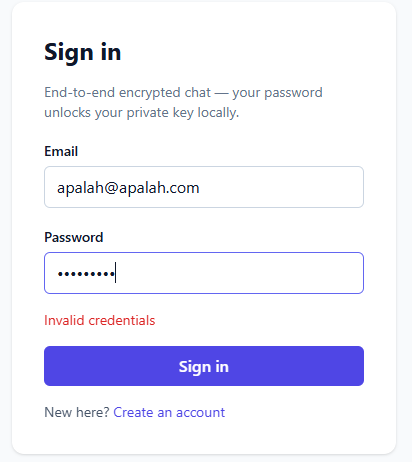 Sign in
End-to-end encrypted chat — your password
unlocks your private key locally.
Email
apalah@apalah.com
Password
•••••••••
Invalid credentials
Sign in
New here? Create an account